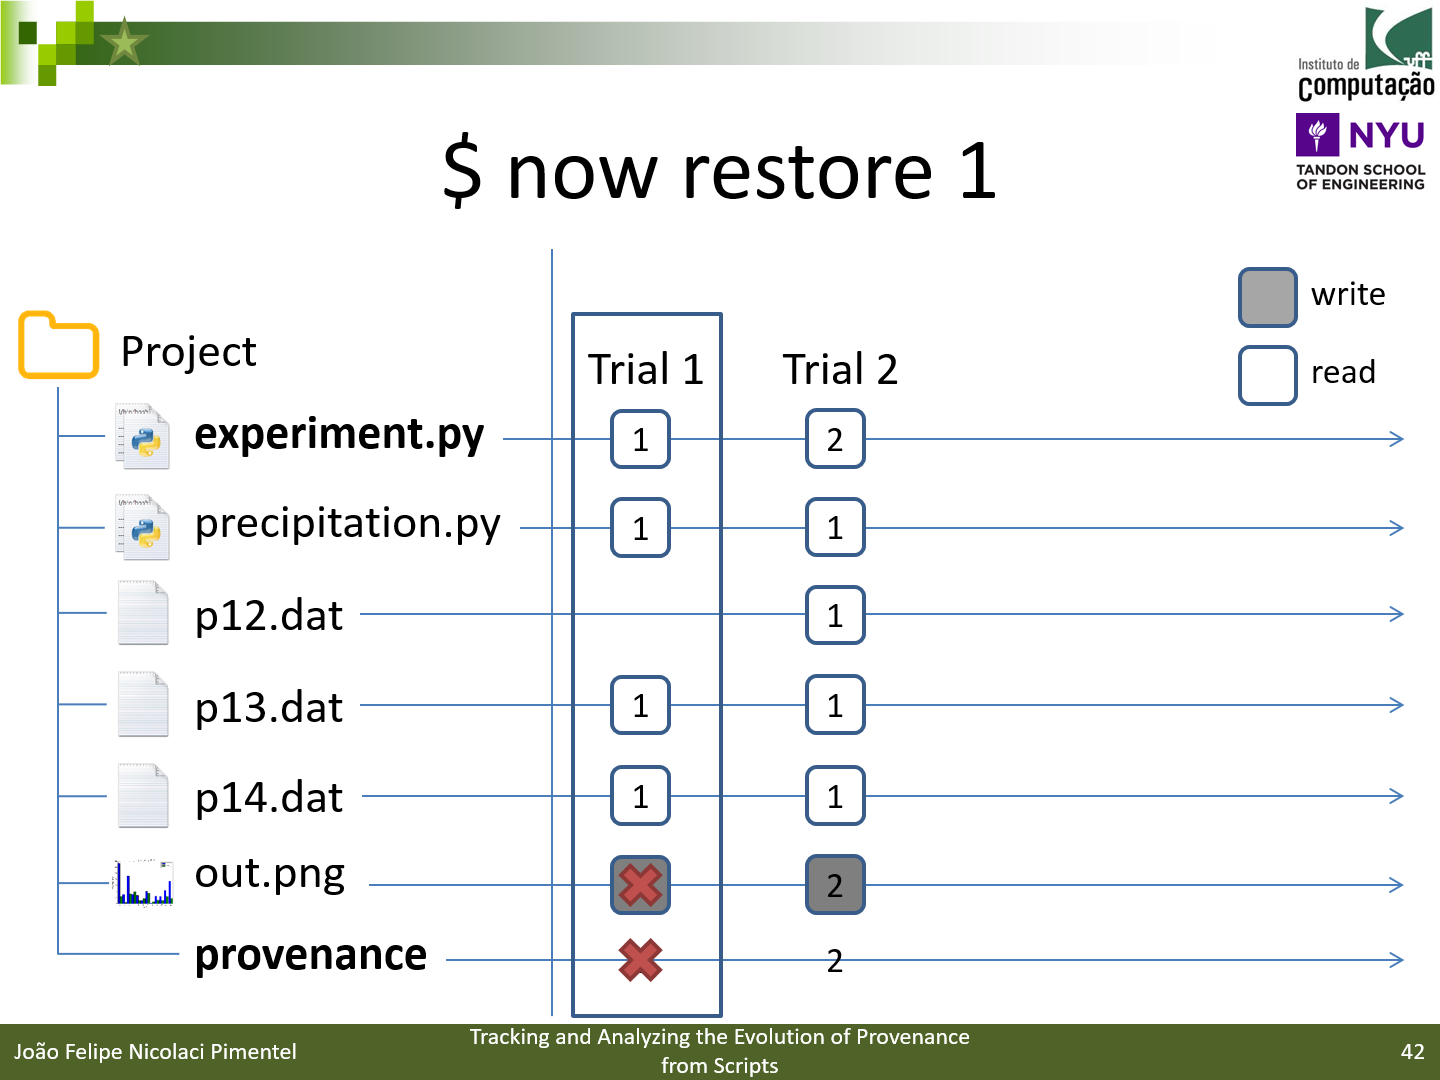 Instituto de
Computação
uff
NYU
TANDON SCHOOL
OF ENGINEERING
$ now restore 1
write
read
Project
Trial 1
Trial 2
experiment.py
1
2
precipitation.py
1
1
p12.dat
1
p13.dat
1
1
p14.dat
1
1
out.png
2
provenance
2
João Felipe Nicolaci Pimentel
Tracking and Analyzing the Evolution of Provenance
from Scripts
42